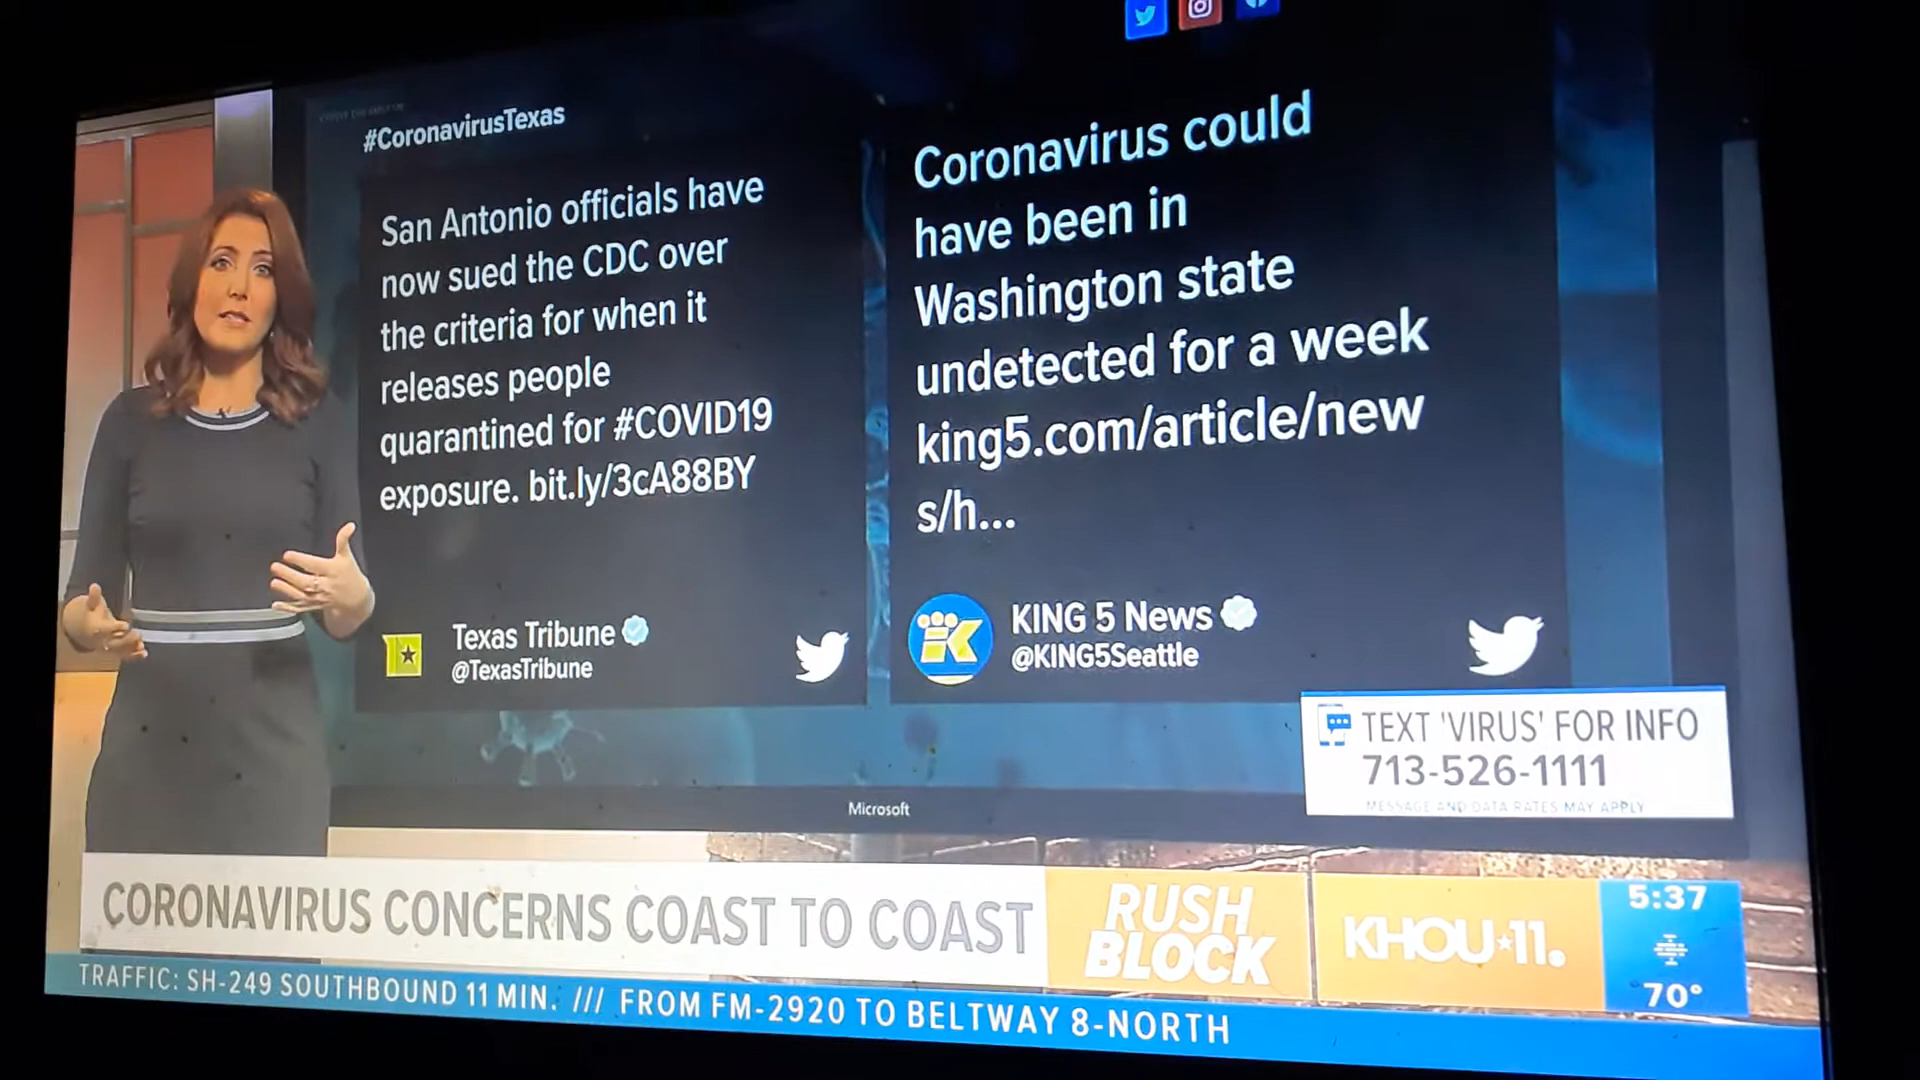 #CoronavirusTexas
San Antonio officials have
now sued the CDC over
the criteria for when it
releases people
quarantined for #COVID19
exposure. bit.ly/3cA88BY
Texas Tribune
@TexasTribune
Coronavirus could
have been in
Washington state
undetected for a week
king5.com/article/new
s/h...
KING 5 News
@KING5Seattle
TEXT 'VIRUS' FOR INFO
713-526-1111
MESSAGE AND DATA RATES MAY APPLY
Microsoft
CORONAVIRUS CONCERNS COAST TO COAST
RUSH
BLOCK
KHOU★11.
5:37
70°
TRAFFIC: SH-249 SOUTHBOUND 11 MIN. /// FROM FM-2920 TO BELTWAY 8-NORTH